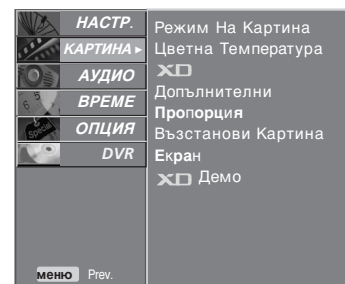 НАСТР.
КАРТИНА
АУДИО
ВРЕМЕ
ОПЦИЯ
DVR
Режим На Картина
Цветна Температура
XD
Допълнителни
Пропорция
Възстанови Картина
Екран
XD Демо
меню Prev.